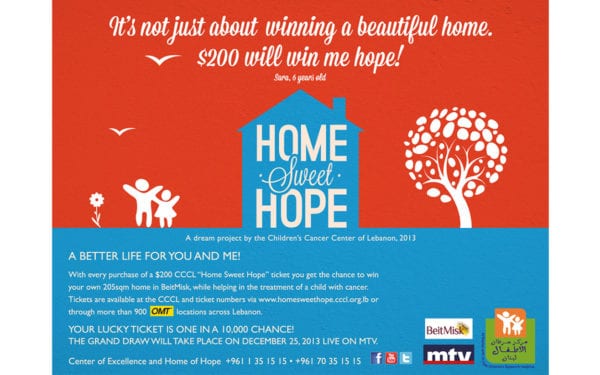 It's not just about winning a beautiful home.
$200 will win me hope!
Sara, 6 years old
HOME
Sweet
HOPE
A dream project by the Children's Cancer Center of Lebanon, 2013
A BETTER LIFE FOR YOU AND ME!
With every purchase of a $200 CCCL "Home Sweet Hope" ticket you get the chance to win
your own 205sqm home in BeitMisk, while helping in the treatment of a child with cancer.
Tickets are available at the CCCL and ticket numbers via www.homesweethope.cccl.org.lb or
through more than 900 OMT locations across Lebanon.
YOUR LUCKY TICKET IS ONE IN A 10,000 CHANCE!
THE GRAND DRAW WILL TAKE PLACE ON DECEMBER 25, 2013 LIVE ON MTV.
Center of Excellence and Home of Hope +961 1 35 15 15 • +961 70 35 15 15
f You Tube t
BeitMisk
mtv
مركز سرطان
الأطفال
لبنان